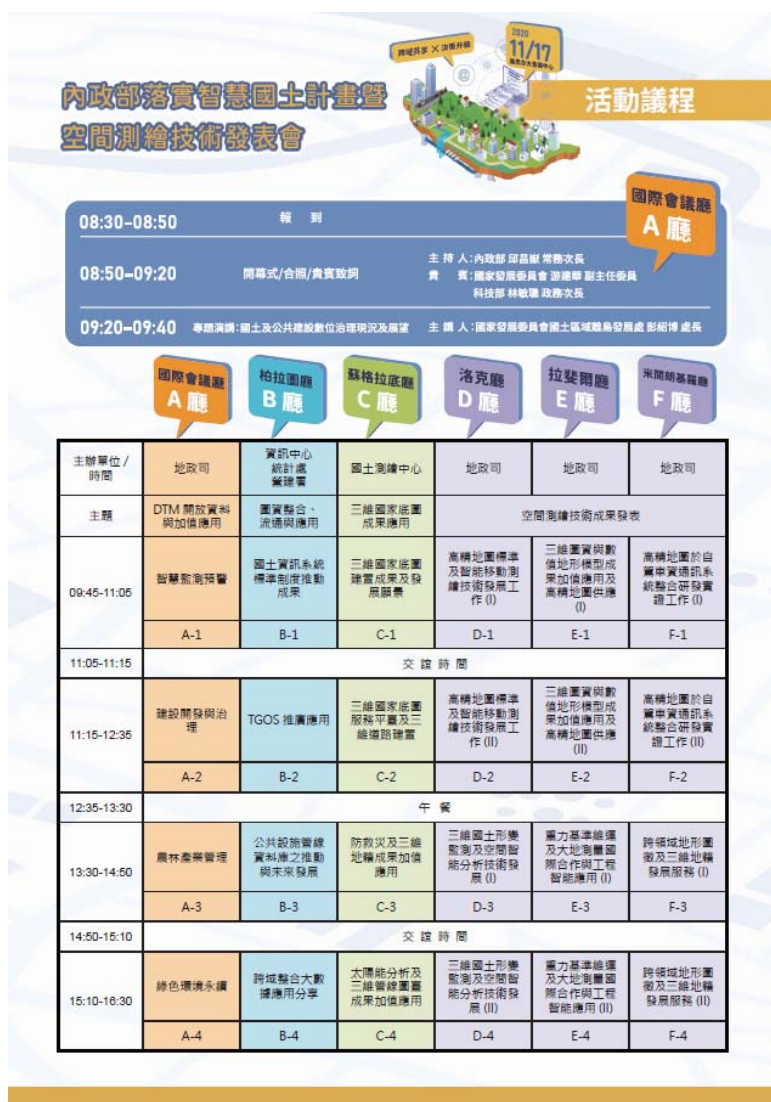 跨域共享 × 決策升級
2020
11/17
內政部落實智慧國土計畫暨
空間測繪技術發表會
活動議程
國際會議廳
A 廳
08:30-08:50 報 到
08:50-09:20 開幕式/合照/貴賓致詞
主 持 人:內政部 邱昌嶽 常務次長
貴 賓:國家發展委員會 游建華 副主任委員
科技部 林敏聰 政務次長
09:20-09:40 專題演講:國土及公共建設數位治理現況及展望 主 講 人:國家發展委員會國土區域離島發展處 彭紹博 處長
國際會議廳 A 廳
柏拉圖廳 B 廳
蘇格拉底廳 C 廳
洛克廳 D 廳
拉斐爾廳 E 廳
米開朗基羅廳 F 廳
主辦單位 /
時間
地政司
資訊中心
統計處
營建署
國土測繪中心
地政司
地政司
地政司
主題
DTM 開放資料
與加值應用
圖資整合、
流通與應用
三維國家底圖
成果應用
空間測繪技術成果發表
09:45-11:05
智慧監測預警
國土資訊系統
標準制度推動
成果
三維國家底圖
建置成果及發
展願景
高精地圖標準
及智能移動測
繪技術發展工
作 (I)
三維圖資與數
值地形模型成
果加值應用及
高精地圖供應
(I)
高精地圖於自
駕車資通訊系
統整合研發實
證工作 (I)
A-1 B-1 C-1 D-1 E-1 F-1
11:05-11:15 交 誼 時 間
11:15-12:35
建設開發與治
理
TGOS 推廣應用
三維國家底圖
服務平臺及三
維道路建置
高精地圖標準
及智能移動測
繪技術發展工
作 (II)
三維圖資與數
值地形模型成
果加值應用及
高精地圖供應
(II)
高精地圖於自
駕車資通訊系
統整合研發實
證工作 (II)
A-2 B-2 C-2 D-2 E-2 F-2
12:35-13:30 午 餐
13:30-14:50
農林產業管理
公共設施管線
資料庫之推動
與未來發展
防救災及三維
地籍成果加值
應用
三維國土形變
監測及空間智
能分析技術發
展 (I)
重力基準維運
及大地測量國
際合作與工程
智能應用 (I)
跨領域地形圖
徵及三維地籍
發展服務 (I)
A-3 B-3 C-3 D-3 E-3 F-3
14:50-15:10 交 誼 時 間
15:10-16:30
綠色環境永續
跨域整合大數
據應用分享
太陽能分析及
三維管線圖臺
成果加值應用
三維國土形變
監測及空間智
能分析技術發
展 (II)
重力基準維運
及大地測量國
際合作與工程
智能應用 (II)
跨領域地形圖
徵及三維地籍
發展服務 (II)
A-4 B-4 C-4 D-4 E-4 F-4